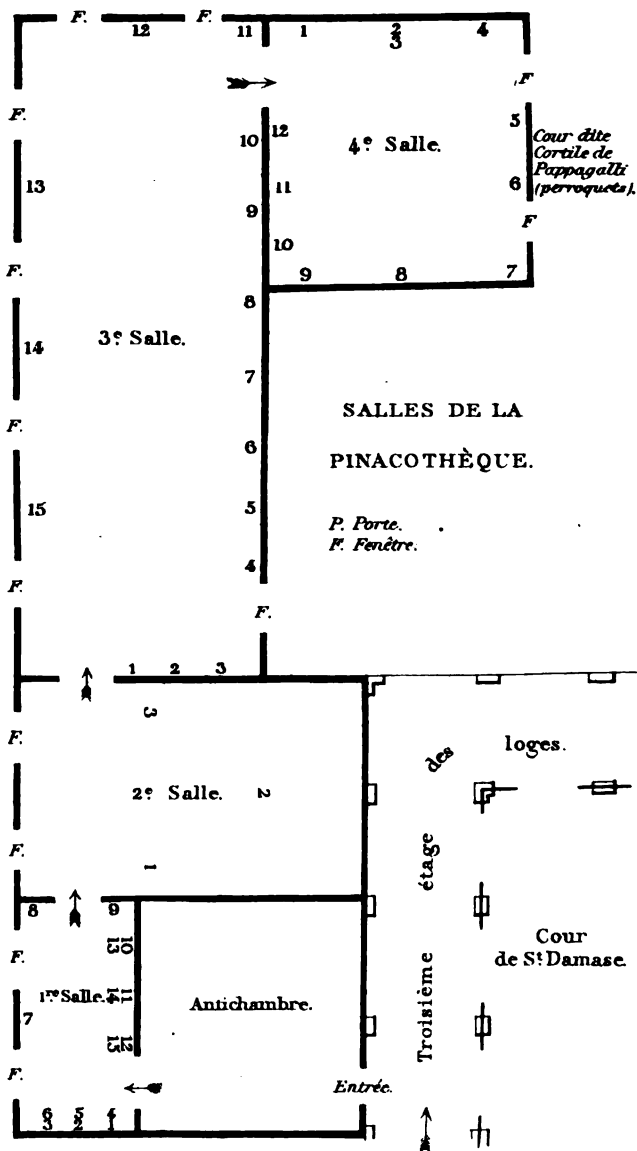 F. F.
12 11 1 2 4
3
F
F.
5
12
10 4e Salle. Cour dite
Cortile de
Pappagalli
(perroquets).
13 11 6
9
F
10
F. 9 8 7
8
14 3e Salle.
7
SALLES DE LA
F.
6 PINACOTHÈQUE.
15 5
P. Porte.
F. Fenêtre.
4
F.
F.
1 2 3
3
F.
des loges.
2e Salle. 2
F.
1
8 9
10
13
F.
Cour
de St Damase.
1re Salle. 14 11 Antichambre.
7
12
15
Troisième étage
F. Entrée.
6 5 4
3 2 1